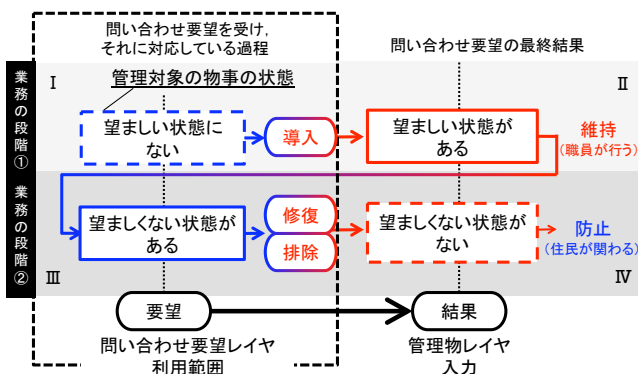 問い合わせ要望を受け,
それに対応している過程
問い合わせ要望の最終結果
業務の段階①
Ⅰ
管理対象の物事の状態
Ⅱ
望ましい状態に
ない
導入
望ましい状態が
ある
維持
(職員が行う)
業務の段階②
望ましくない状態が
ある
修復
排除
望ましくない状態が
ない
防止
(住民が関わる)
Ⅲ
Ⅳ
要望
結果
問い合わせ要望レイヤ
利用範囲
管理物レイヤ
入力